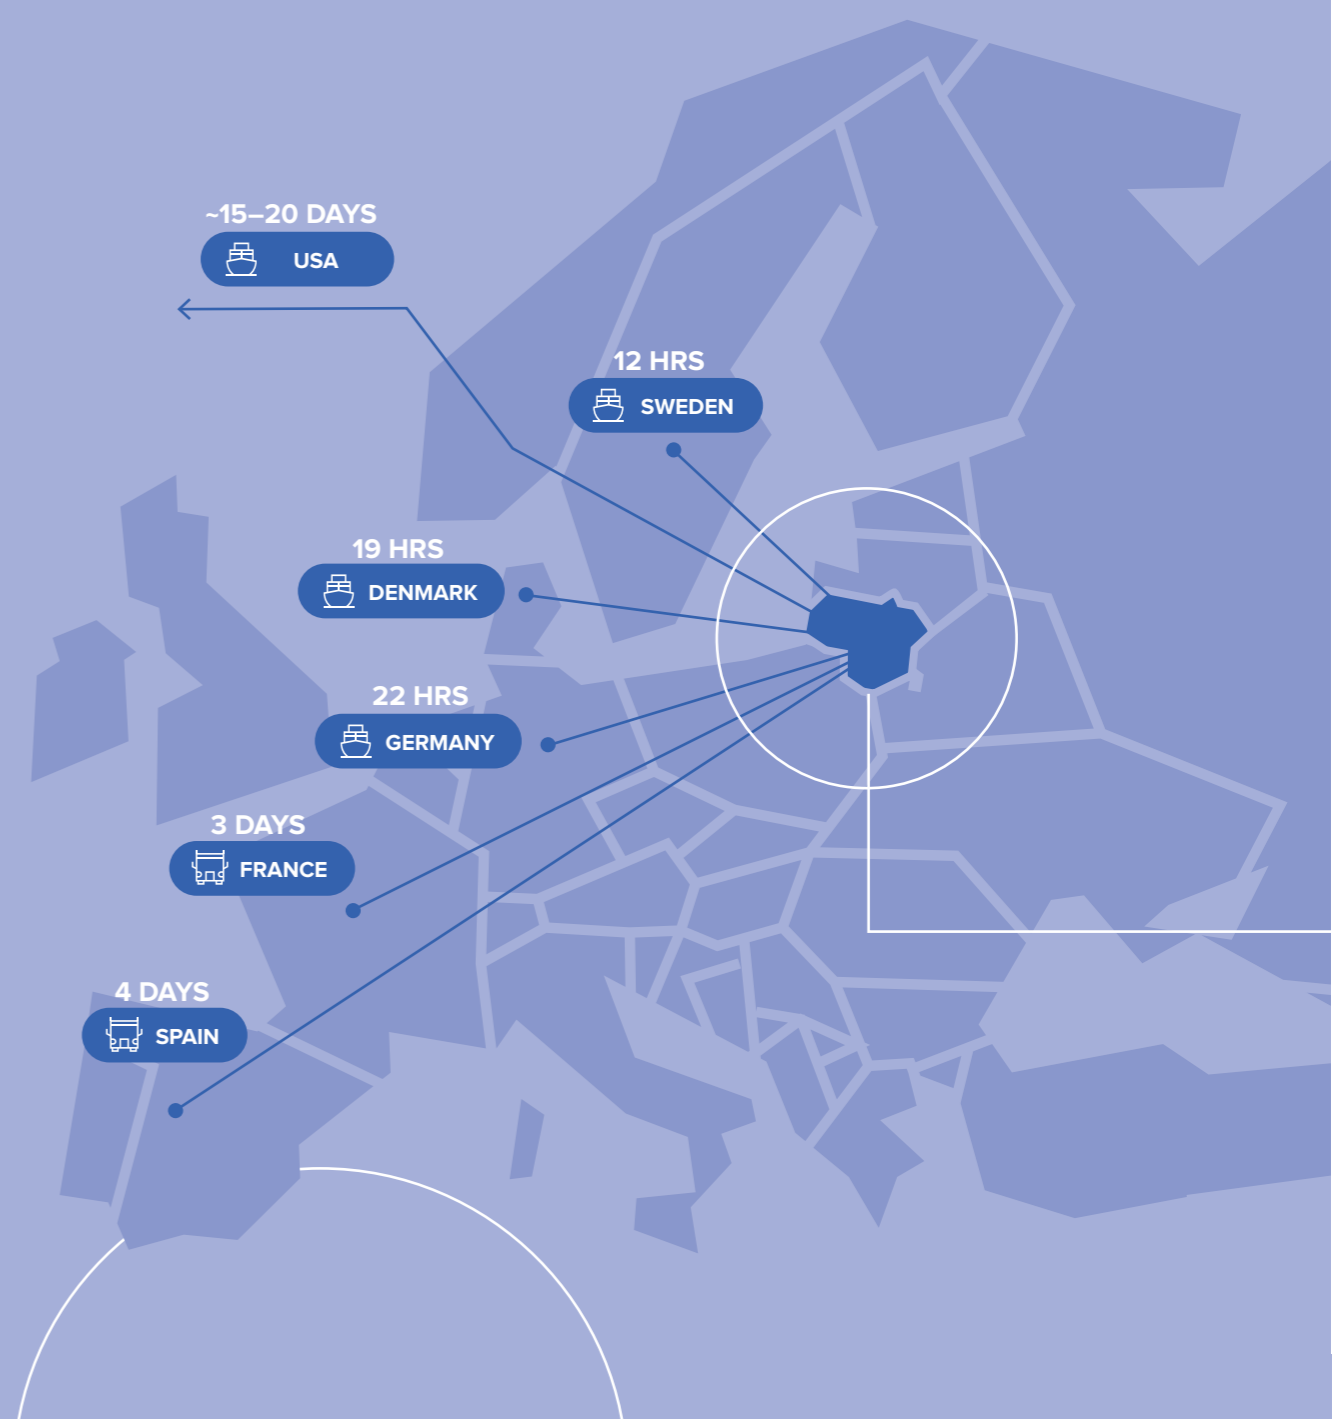 ~15–20 DAYS
USA
12 HRS
SWEDEN
19 HRS
DENMARK
22 HRS
GERMANY
3 DAYS
FRANCE
4 DAYS
SPAIN